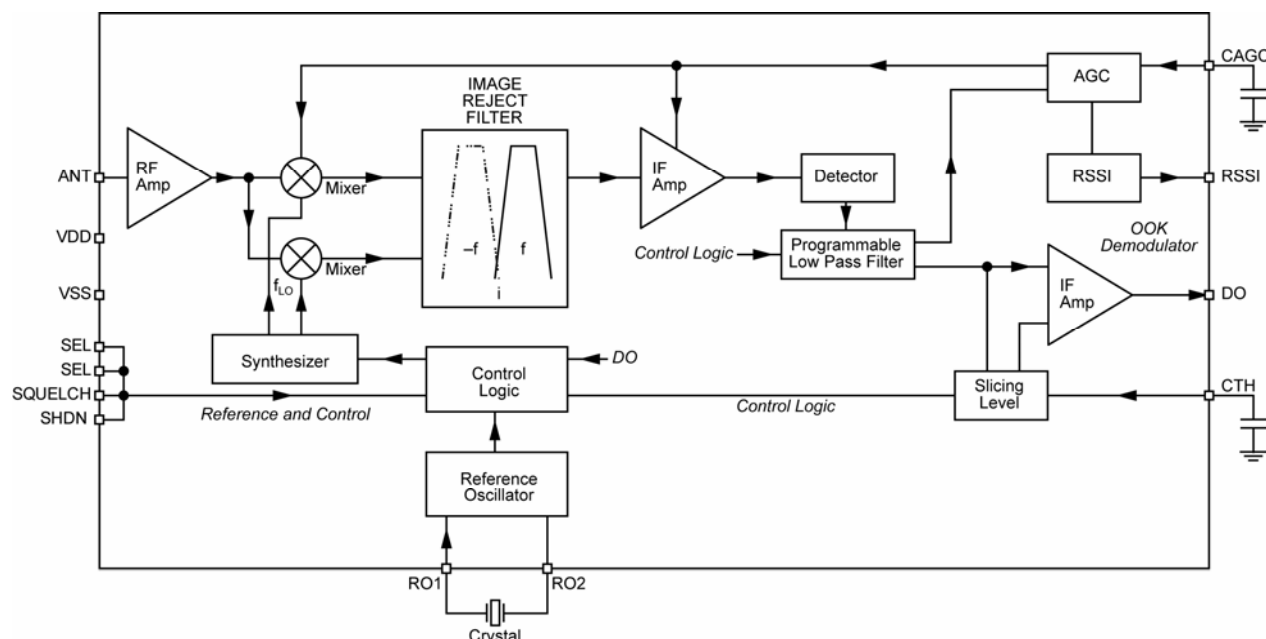 CAGC
AGC
IMAGE
REJECT
FILTER
RF
Amp
ANT
Mixer
IF
Amp
Detector
RSSI
RSSI
OOK
Demodulator
VDD
–f
f
Control Logic
Programmable
Low Pass Filter
Mixer
fLO
i
VSS
IF
Amp
DO
SEL
SEL
SQUELCH
SHDN
Synthesizer
DO
Control
Logic
Reference and Control
Control Logic
Slicing
Level
CTH
Reference
Oscillator
RO1
RO2
Crystal